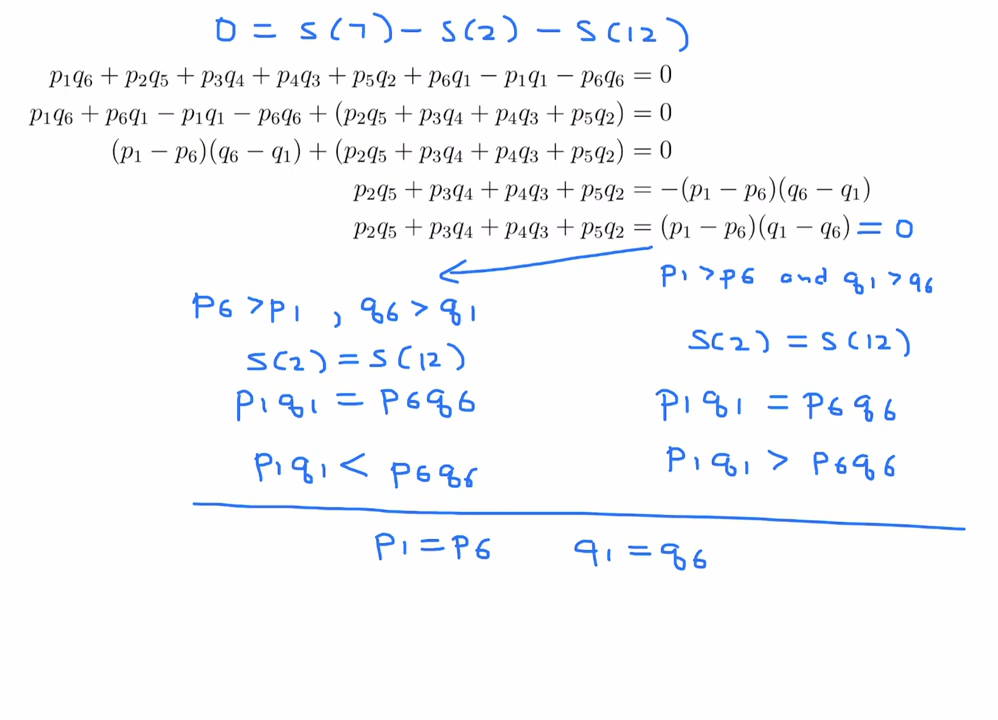 0 = S(7) - S(2) - S(12)
p₁q₆ + p₂q₅ + p₃q₄ + p₄q₃ + p₅q₂ + p₆q₁ − p₁q₁ − p₆q₆ = 0
p₁q₆ + p₆q₁ − p₁q₁ − p₆q₆ + (p₂q₅ + p₃q₄ + p₄q₃ + p₅q₂) = 0
(p₁ − p₆)(q₆ − q₁) + (p₂q₅ + p₃q₄ + p₄q₃ + p₅q₂) = 0
p₂q₅ + p₃q₄ + p₄q₃ + p₅q₂ = −(p₁ − p₆)(q₆ − q₁)
p₂q₅ + p₃q₄ + p₄q₃ + p₅q₂ = (p₁ − p₆)(q₁ − q₆) = 0
p₁ > p₆ and q₁ > q₆
p₆ > p₁ , q₆ > q₁
S(2) = S(12)
S(2) = S(12)
p₁q₁ = p₆q₆
p₁q₁ = p₆q₆
p₁q₁ < p₆q₆
p₁q₁ > p₆q₆
p₁ = p₆ q₁ = q₆